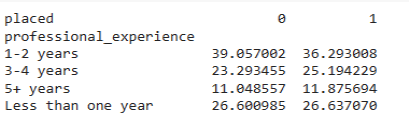 placed 0 1
professional_experience
1-2 years 39.057002 36.293008
3-4 years 23.293455 25.194229
5+ years 11.048557 11.875694
Less than one year 26.600985 26.637070